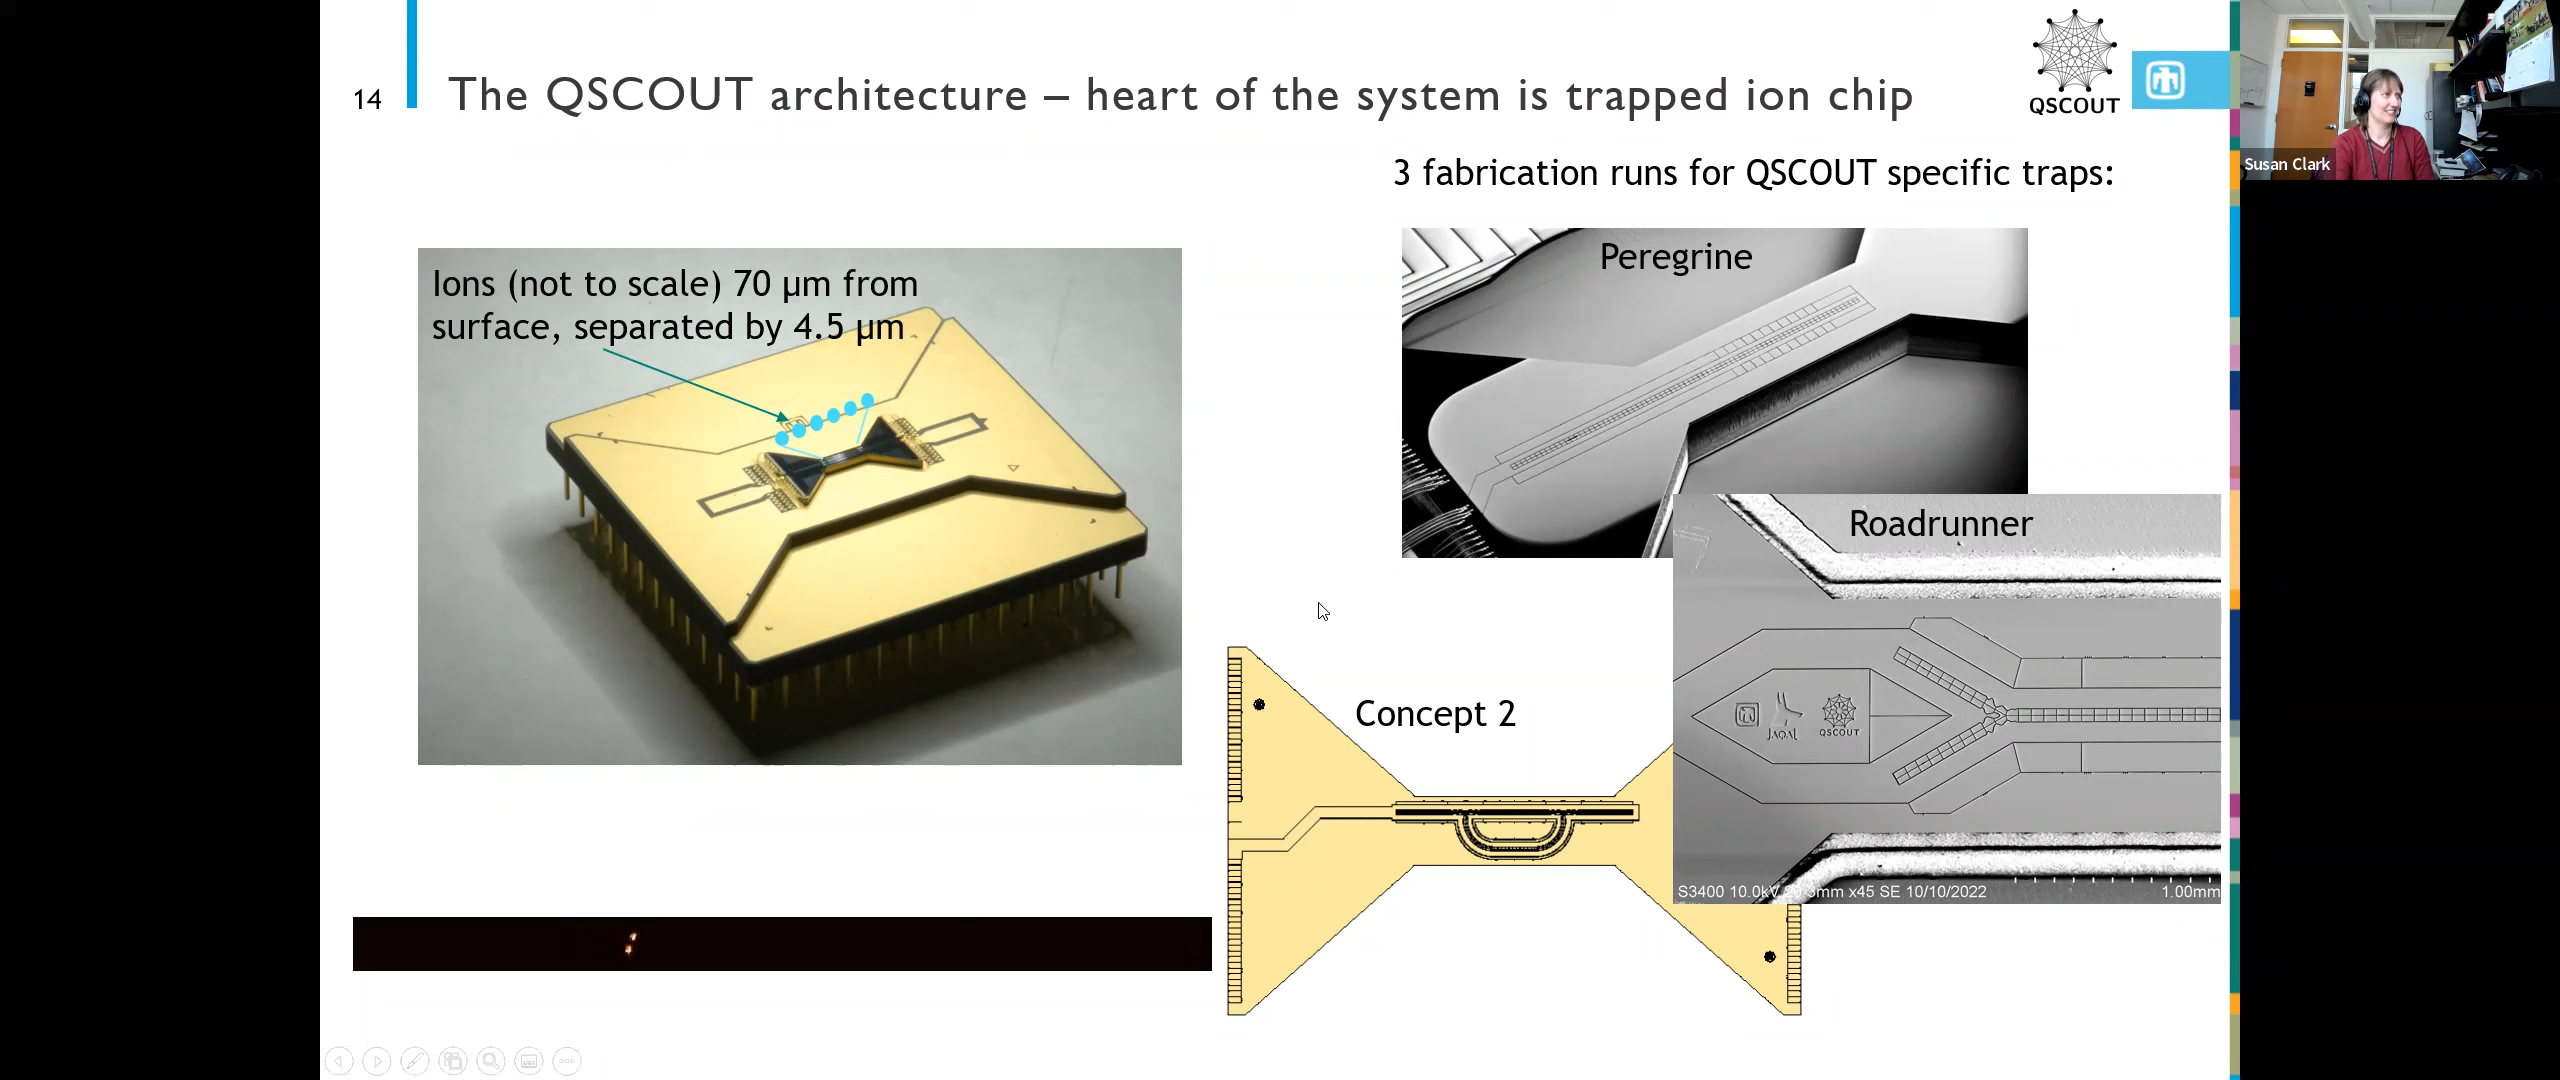 14
The QSCOUT architecture – heart of the system is trapped ion chip
QSCOUT
Susan Clark
3 fabrication runs for QSCOUT specific traps:
Ions (not to scale) 70 µm from
surface, separated by 4.5 µm
Peregrine
Roadrunner
JAQAL
QSCOUT
Concept 2
S3400 10.0kV x45 SE 10/10/2022
1.00mm